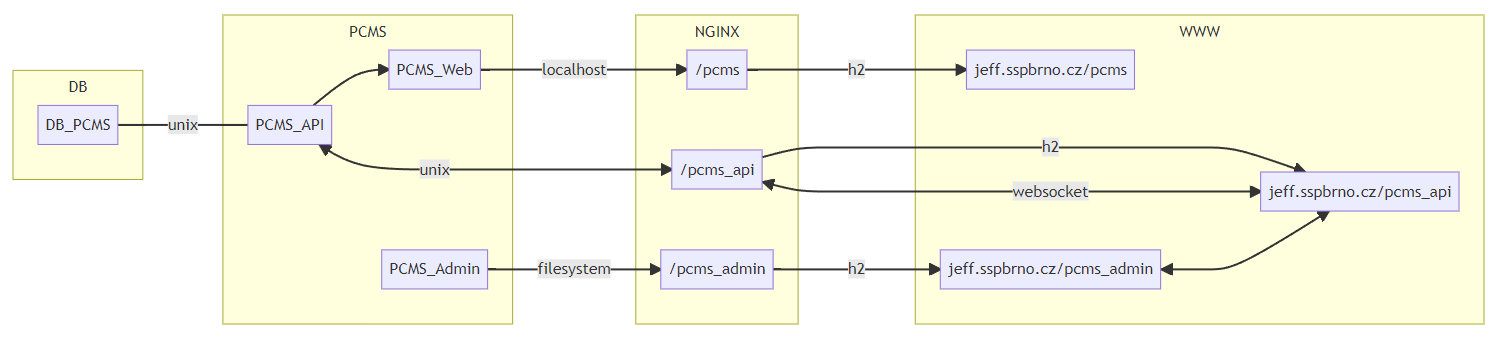 PCMS
NGINX
WWW
PCMS_Web
localhost
/pcms
h2
jeff.sspbrno.cz/pcms
DB
DB_PCMS
unix
PCMS_API
h2
unix
/pcms_api
websocket
jeff.sspbrno.cz/pcms_api
PCMS_Admin
filesystem
/pcms_admin
h2
jeff.sspbrno.cz/pcms_admin